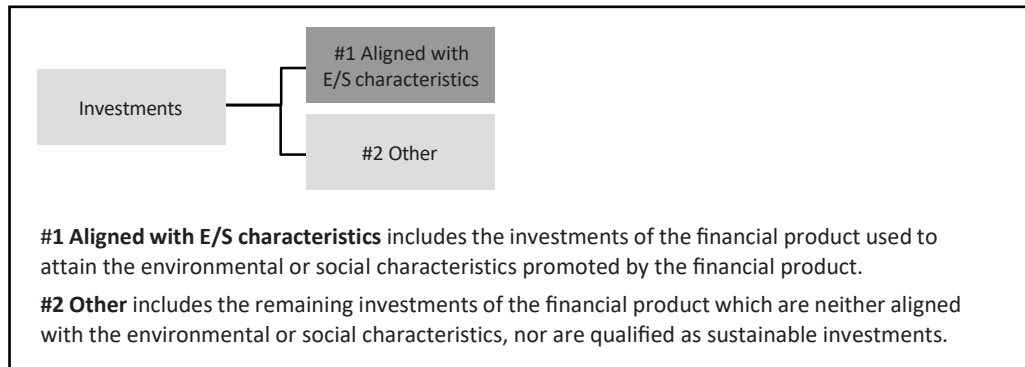 #1 Aligned with
E/S characteristics
Investments
#2 Other
#1 Aligned with E/S characteristics includes the investments of the financial product used to
attain the environmental or social characteristics promoted by the financial product.
#2 Other includes the remaining investments of the financial product which are neither aligned
with the environmental or social characteristics, nor are qualified as sustainable investments.